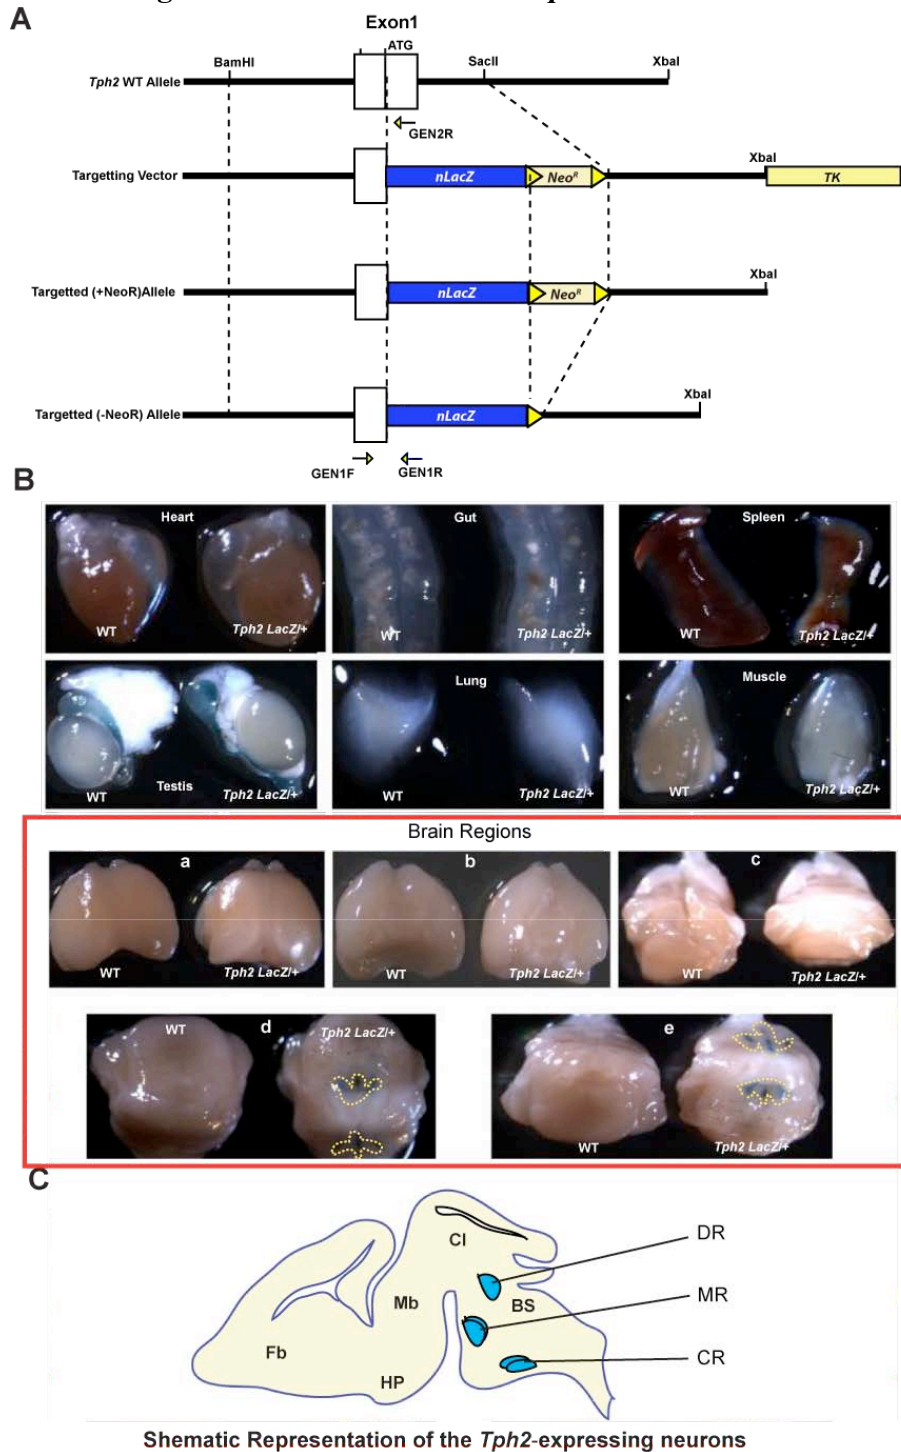 A
Exon1
ATG
BamHI
SacII
XbaI
Tph2 WT Allele
GEN2R
XbaI
Targetting Vector
nLacZ
Neo^R
TK
XbaI
Targetted (+NeoR)Allele
nLacZ
Neo^R
XbaI
Targetted (-NeoR) Allele
nLacZ
GEN1F
GEN1R
B
Heart
WT
Tph2 LacZ/+
Gut
WT
Tph2 LacZ/+
Spleen
WT
Tph2 LacZ/+
Testis
WT
Tph2 LacZ/+
Lung
WT
Tph2 LacZ/+
Muscle
WT
Tph2 LacZ/+
Brain Regions
a
WT
Tph2 LacZ/+
b
WT
Tph2 LacZ/+
c
WT
Tph2 LacZ/+
d
WT
Tph2 LacZ/+
e
WT
Tph2 LacZ/+
C
Cl
DR
Mb
BS
MR
Fb
HP
CR
Shematic Representation of the Tph2-expressing neurons